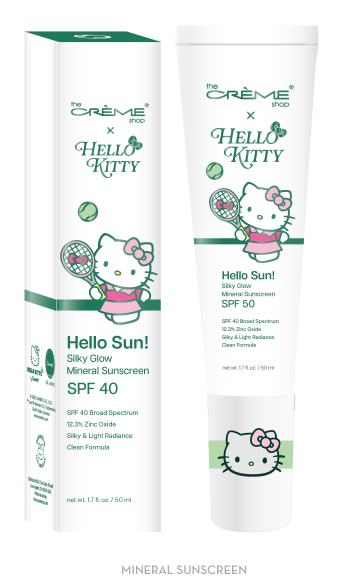 the
CRÈME®
shop
×
HELLO
KITTY
Hello Sun!
Silky Glow
Mineral Sunscreen
SPF 40
SPF 40 Broad Spectrum
12.3% Zinc Oxide
Silky & Light Radiance
Clean Formula
net wt. 1.7 fl. oz. / 50 ml
HELLO KITTY
the
CRÈME®
shop
×
HELLO
KITTY
Hello Sun!
Silky Glow
Mineral Sunscreen
SPF 50
SPF 40 Broad Spectrum
12.3% Zinc Oxide
Silky & Light Radiance
Clean Formula
net wt. 1.7 fl. oz. / 50 ml
MINERAL SUNSCREEN